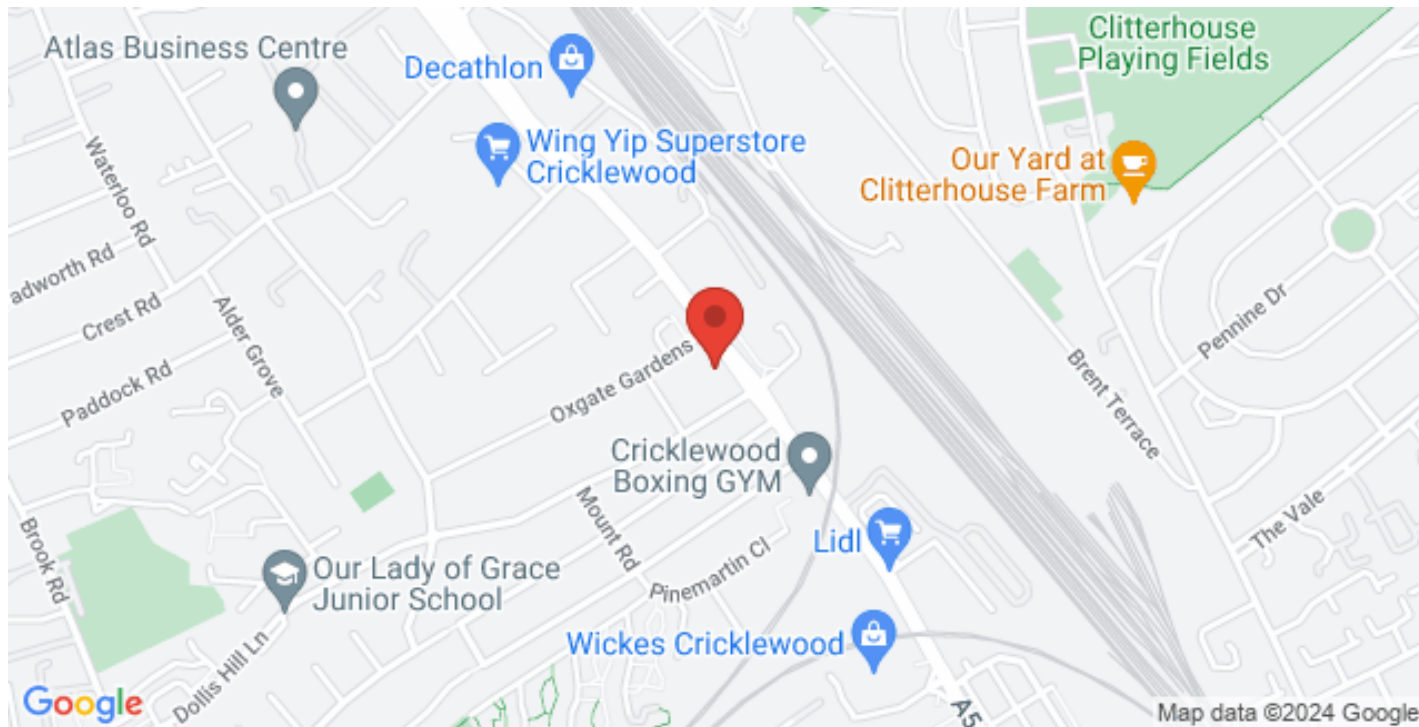 Atlas Business Centre
Decathlon
Clitterhouse
Playing Fields
Wing Yip Superstore
Cricklewood
Our Yard at
Clitterhouse Farm
Waterloo Rd
adworth Rd
Crest Rd
Alder Grove
Paddock Rd
Oxgate Gardens
Pennine Dr
Brent Terrace
Cricklewood
Boxing GYM
Mount Rd
The Vale
Brook Rd
Lidl
Our Lady of Grace
Junior School
Pinemartin Cl
Wickes Cricklewood
Dollis Hill Ln
A5
Google
Map data ©2024 Google